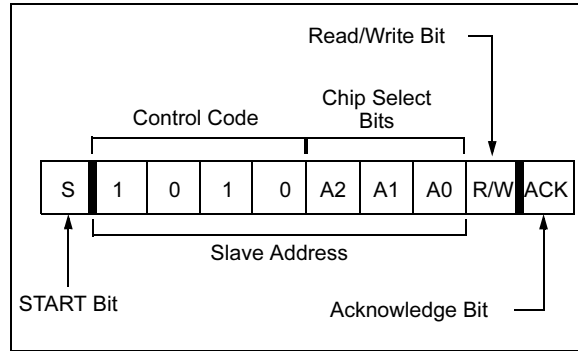 Read/Write Bit
Chip Select
Bits
Control Code
S 1 0 1 0 A2 A1 A0 R/W ACK
Slave Address
START Bit
Acknowledge Bit